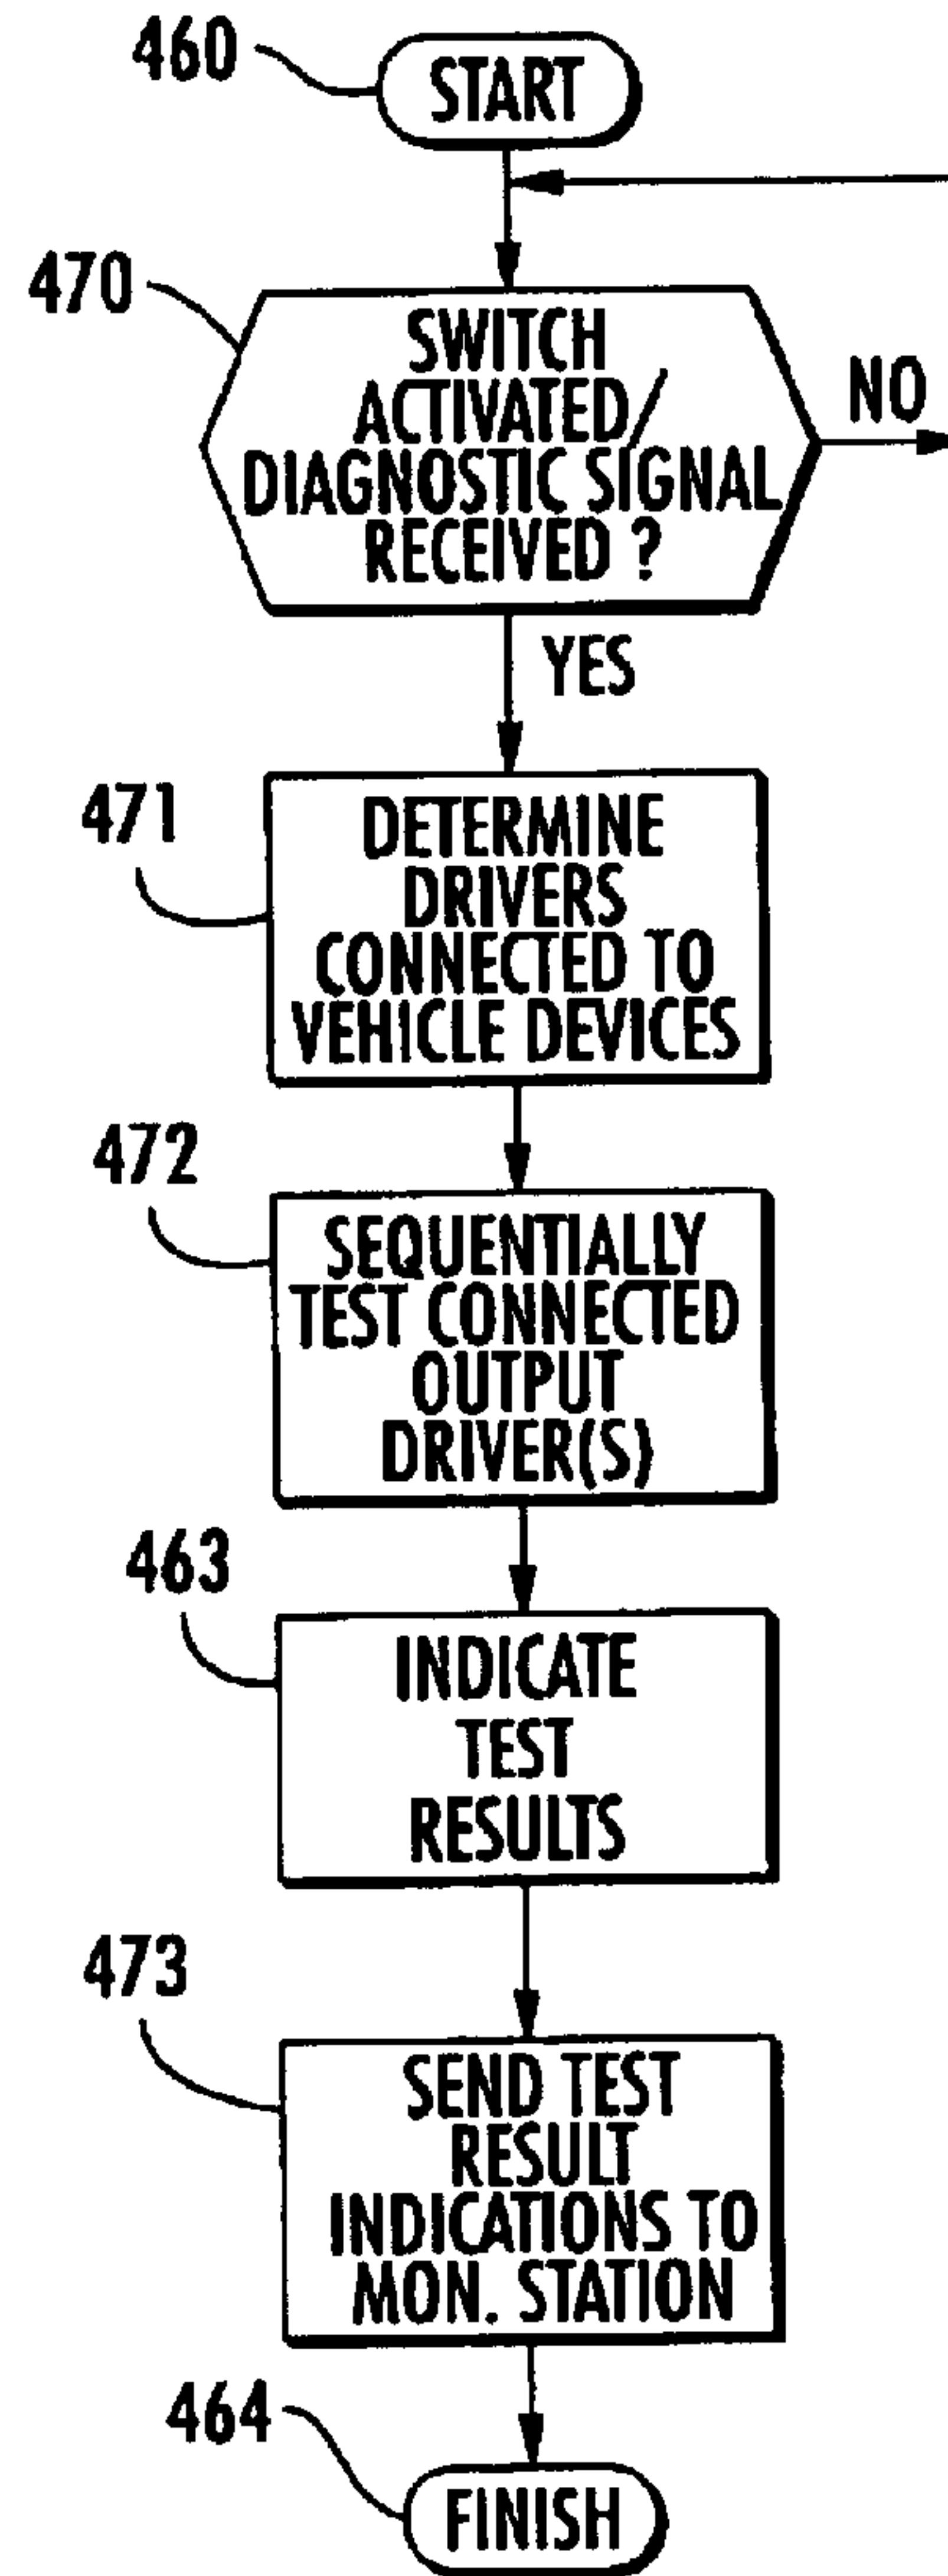 460
START
470
SWITCH
ACTIVATED/
DIAGNOSTIC SIGNAL
RECEIVED ?
NO
YES
471
DETERMINE
DRIVERS
CONNECTED TO
VEHICLE DEVICES
472
SEQUENTIALLY
TEST CONNECTED
OUTPUT
DRIVER(S)
463
INDICATE
TEST
RESULTS
473
SEND TEST
RESULT
INDICATIONS TO
MON. STATION
464
FINISH